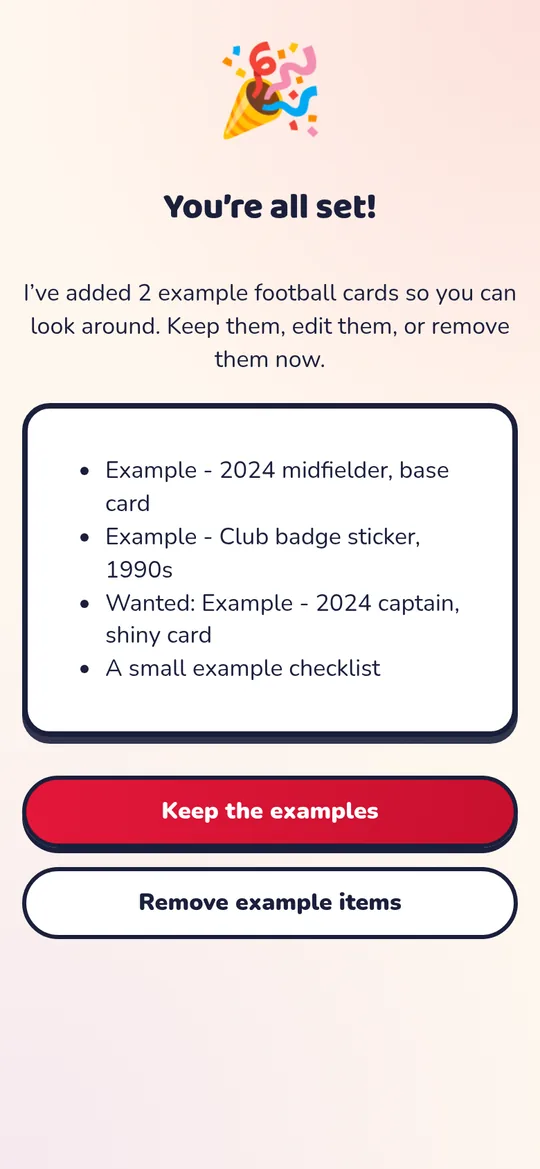 You're all set!
I've added 2 example football cards so you can
look around. Keep them, edit them, or remove
them now.
• Example - 2024 midfielder, base
card
• Example - Club badge sticker,
1990s
• Wanted: Example - 2024 captain,
shiny card
• A small example checklist
Keep the examples
Remove example items